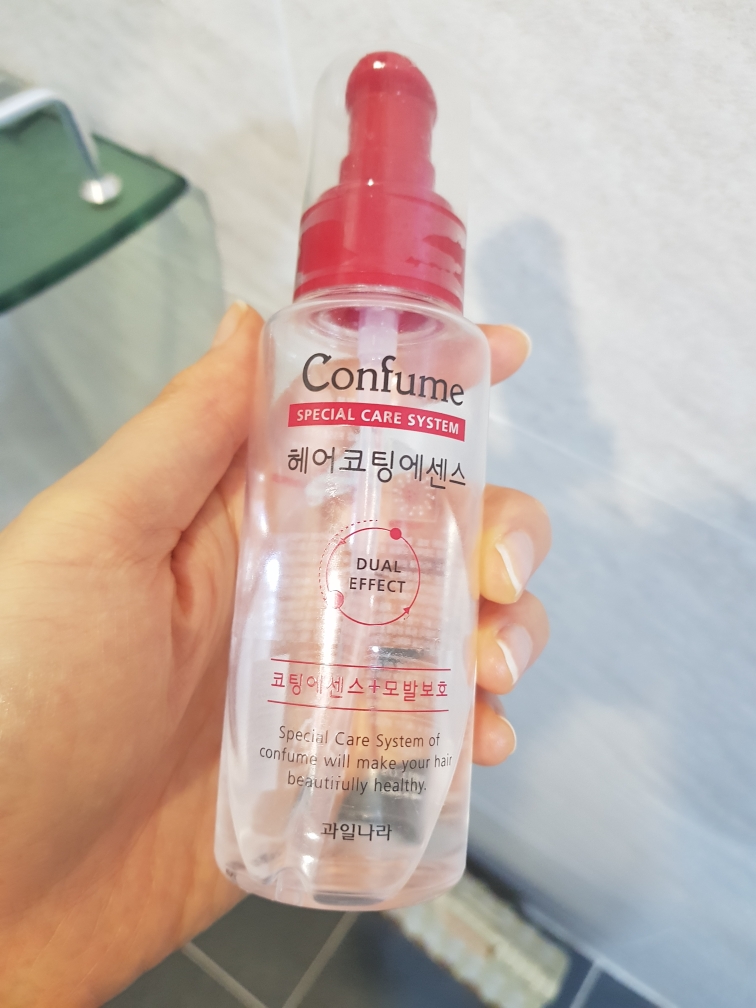 Confume
SPECIAL CARE SYSTEM
헤어코팅에센스
DUAL
EFFECT
코팅에센스+모발보호
Special Care System of
confume will make your hair
beautifully healthy.
과일나라